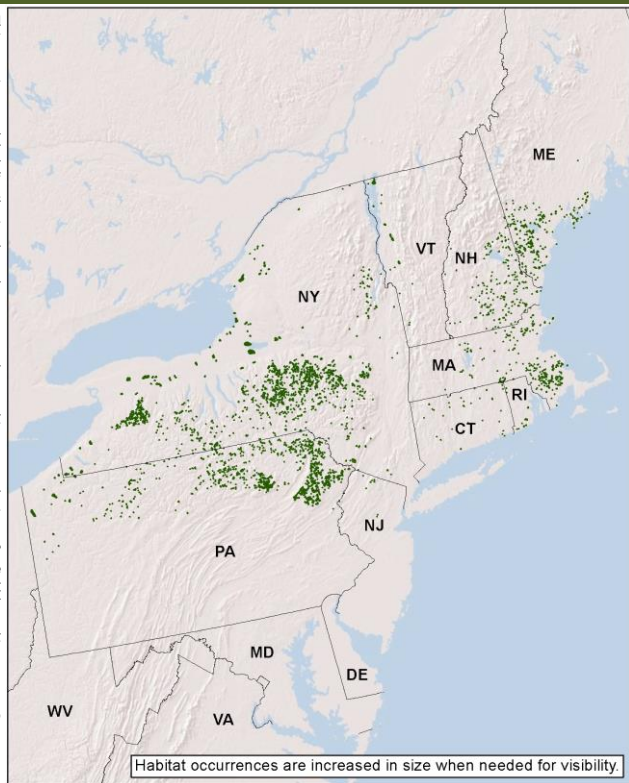 ME
VT
NH
NY
MA
RI
CT
NJ
PA
MD
DE
WV
VA
Habitat occurrences are increased in size when needed for visibility.